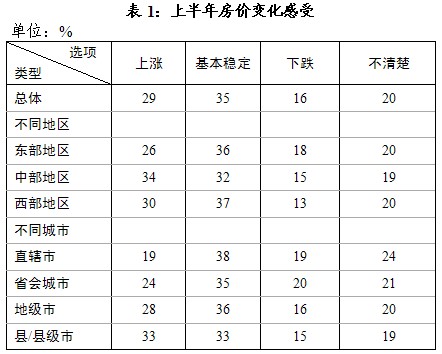 表 1：上半年房价变化感受
单位：%
选项
类型 上涨 基本稳定 下跌 不清楚
总体 29 35 16 20
不同地区
东部地区 26 36 18 20
中部地区 34 32 15 19
西部地区 30 37 13 20
不同城市
直辖市 19 38 19 24
省会城市 24 35 20 21
地级市 28 36 16 20
县/县级市 33 33 15 19